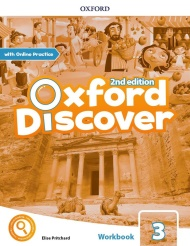 OXFORD
with Online Practice
2nd edition
Oxford
Discover
Elise Pritchard
Workbook
3